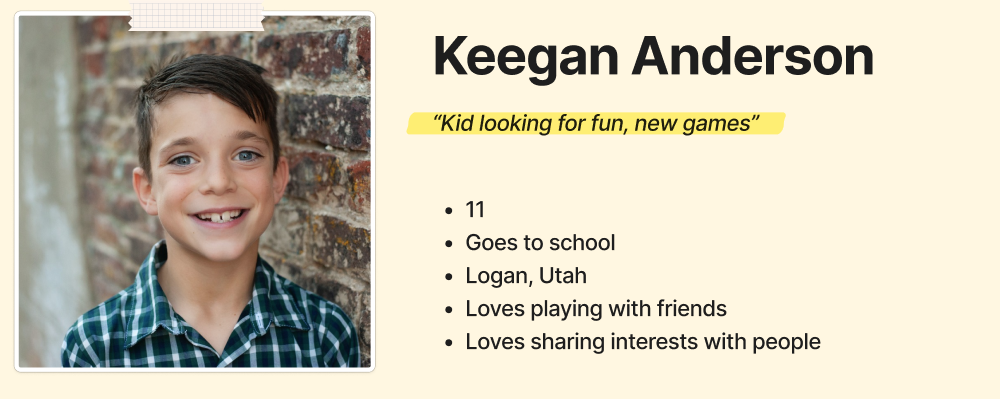 Keegan Anderson
“Kid looking for fun, new games”
• 11
• Goes to school
• Logan, Utah
• Loves playing with friends
• Loves sharing interests with people